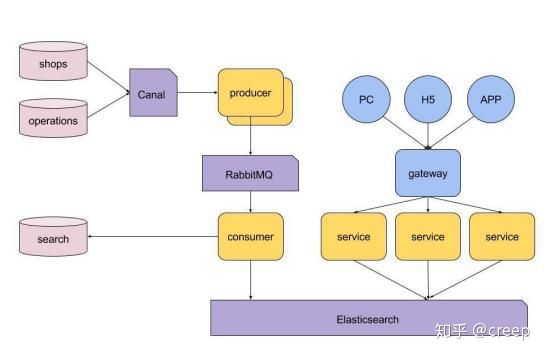 shops
operations
Canal
producer
RabbitMQ
consumer
search
PC
H5
APP
gateway
service
service
service
Elasticsearch
知乎 @creep